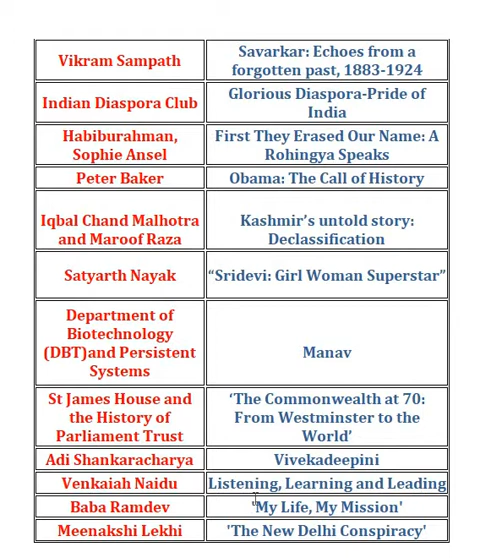 Vikram Sampath
Savarkar: Echoes from a
forgotten past, 1883-1924
Indian Diaspora Club
Glorious Diaspora-Pride of
India
Habiburahman,
Sophie Ansel
First They Erased Our Name: A
Rohingya Speaks
Peter Baker
Obama: The Call of History
Iqbal Chand Malhotra
and Maroof Raza
Kashmir’s untold story:
Declassification
Satyarth Nayak
“Sridevi: Girl Woman Superstar”
Department of
Biotechnology
(DBT)and Persistent
Systems
Manav
St James House and
the History of
Parliament Trust
‘The Commonwealth at 70:
From Westminster to the
World’
Adi Shankaracharya
Vivekadeepini
Venkaiah Naidu
Listening, Learning and Leading
Baba Ramdev
'My Life, My Mission'
Meenakshi Lekhi
'The New Delhi Conspiracy'